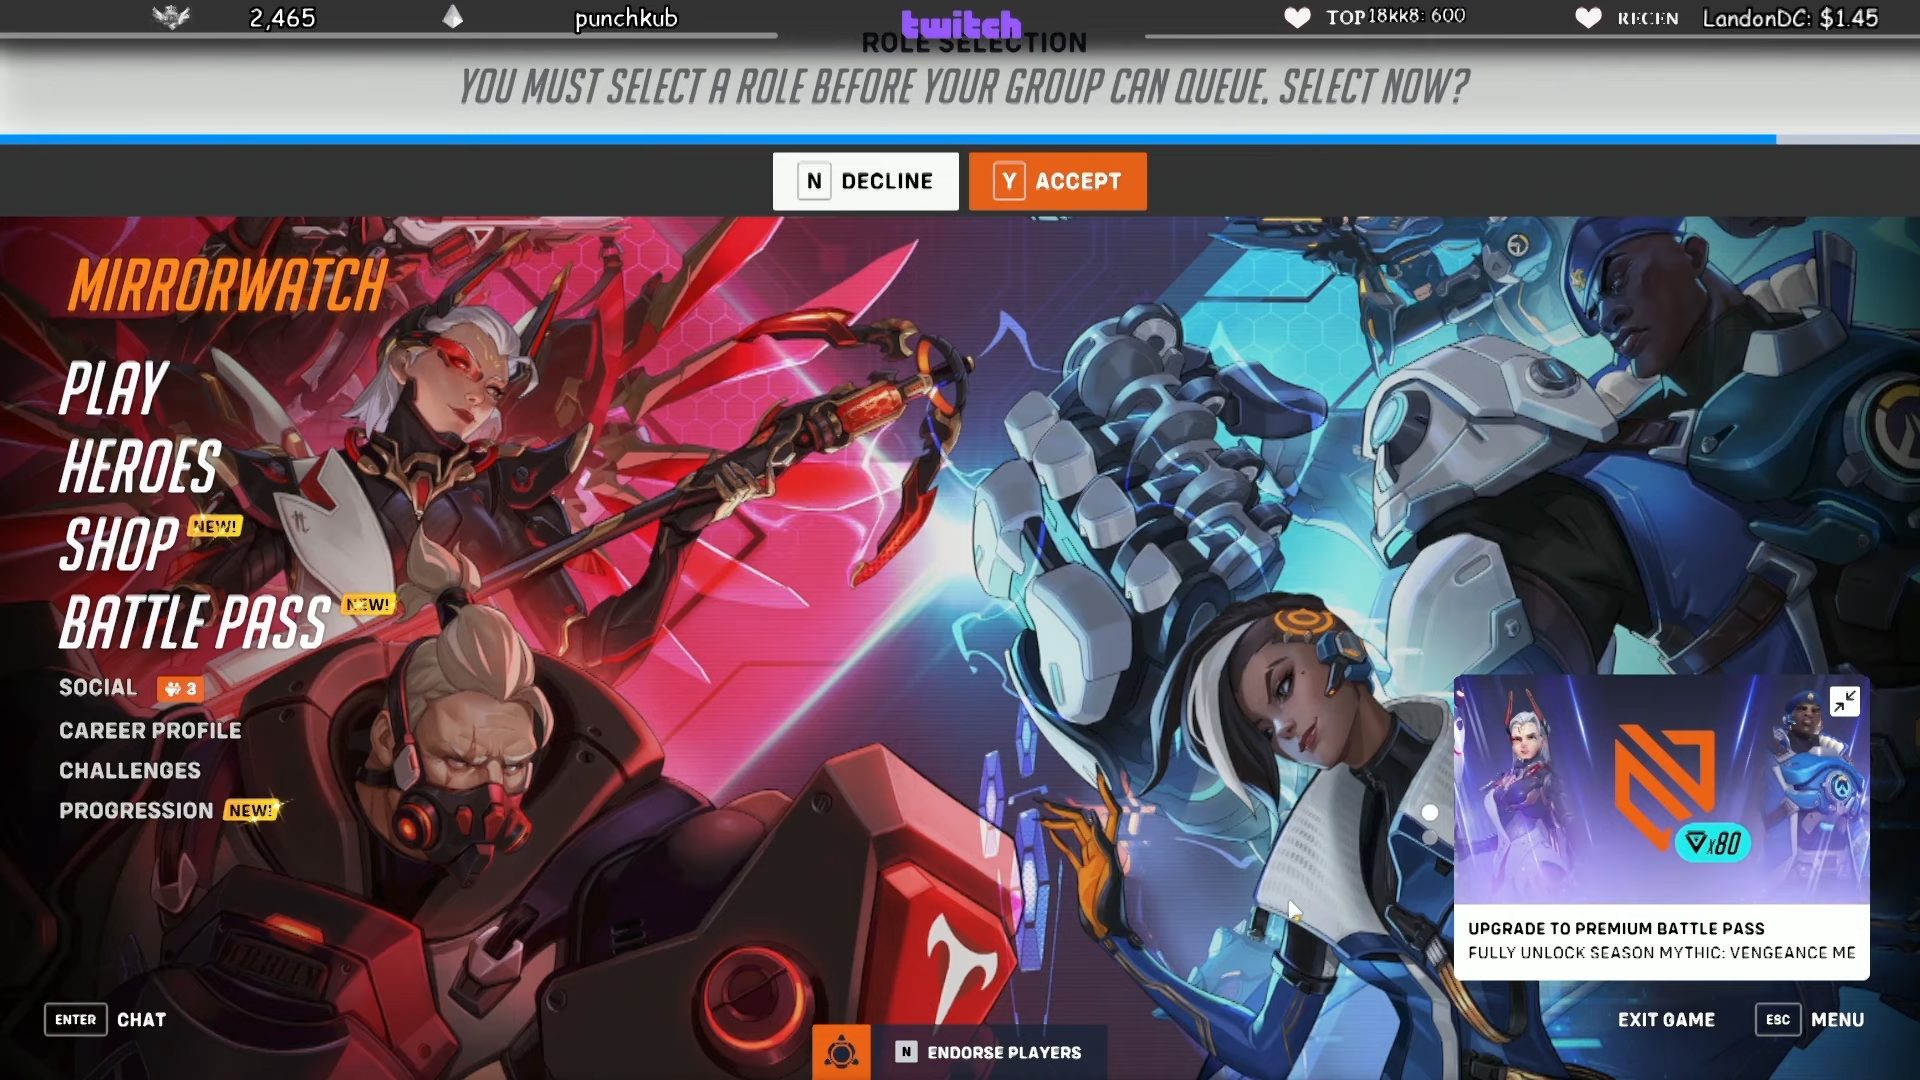 2,465
punchkub
twitch
TOP 18kk8: 600
RECEN LandonDC: $1.45
ROLE SELECTION
YOU MUST SELECT A ROLE BEFORE YOUR GROUP CAN QUEUE. SELECT NOW?
N DECLINE
Y ACCEPT
MIRRORWATCH
PLAY
HEROES
SHOP NEW!
BATTLE PASS NEW!
SOCIAL 3
CAREER PROFILE
CHALLENGES
PROGRESSION NEW!
x80
UPGRADE TO PREMIUM BATTLE PASS
FULLY UNLOCK SEASON MYTHIC: VENGEANCE ME
ENTER CHAT
N ENDORSE PLAYERS
EXIT GAME
ESC MENU